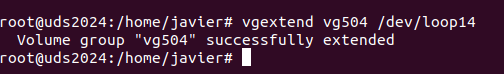 root@uds2024:/home/javier# vgextend vg504 /dev/loop14
  Volume group "vg504" successfully extended
root@uds2024:/home/javier#